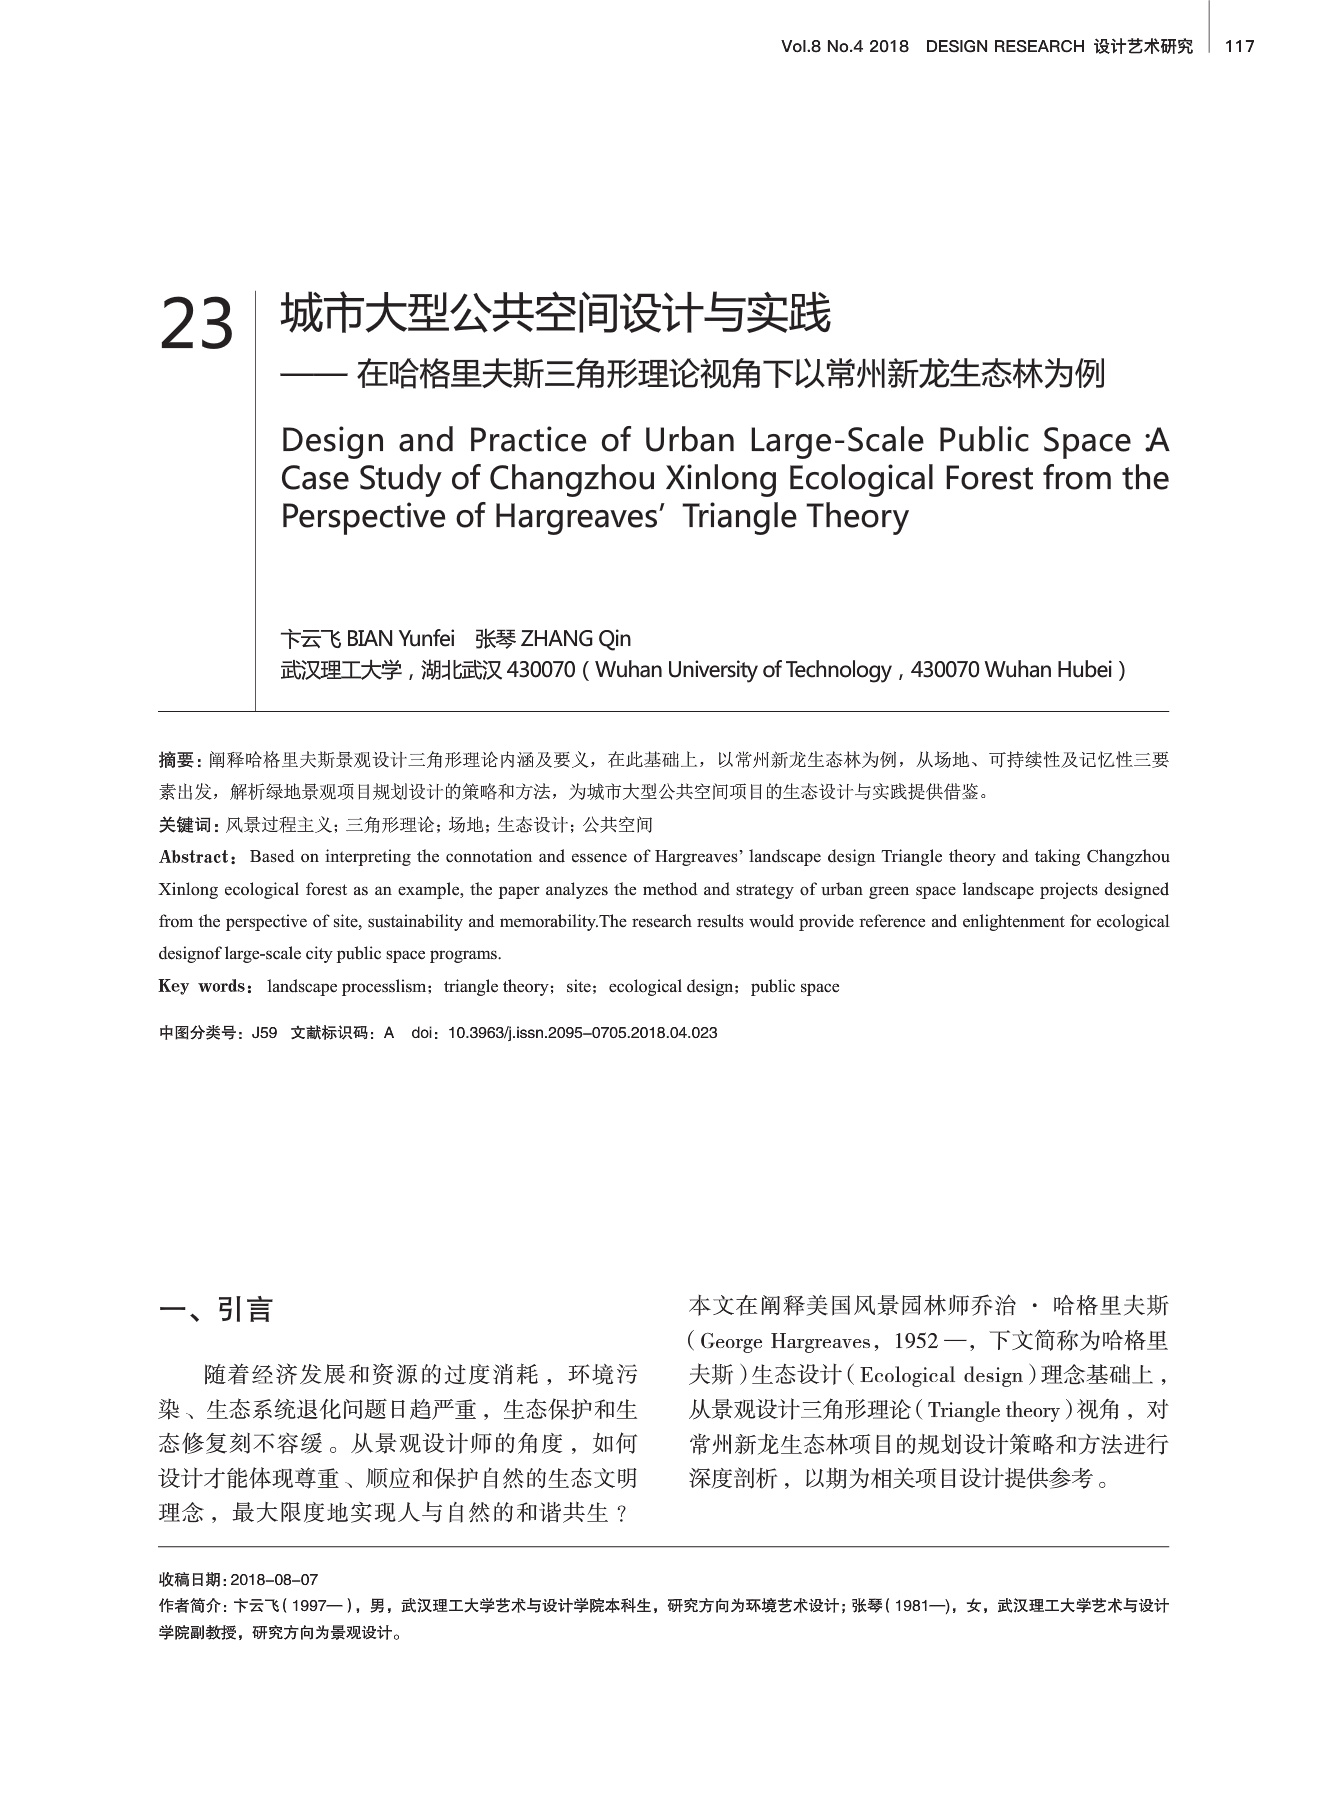 Vol.8 No.4 2018 DESIGN RESEARCH 设计艺术研究 117
23
城市大型公共空间设计与实践
—— 在哈格里夫斯三角形理论视角下以常州新龙生态林为例
Design and Practice of Urban Large-Scale Public Space :A
Case Study of Changzhou Xinlong Ecological Forest from the
Perspective of Hargreaves’ Triangle Theory
卞云飞 BIAN Yunfei 张琴 ZHANG Qin
武汉理工大学，湖北武汉 430070（Wuhan University of Technology，430070 Wuhan Hubei）
摘要：阐释哈格里夫斯景观设计三角形理论内涵及要义，在此基础上，以常州新龙生态林为例，从场地、可持续性及记忆性三要
素出发，解析绿地景观项目规划设计的策略和方法，为城市大型公共空间项目的生态设计与实践提供借鉴。
关键词：风景过程主义；三角形理论；场地；生态设计；公共空间
Abstract： Based on interpreting the connotation and essence of Hargreaves’ landscape design Triangle theory and taking Changzhou
Xinlong ecological forest as an example, the paper analyzes the method and strategy of urban green space landscape projects designed
from the perspective of site, sustainability and memorability.The research results would provide reference and enlightenment for ecological
designof large-scale city public space programs.
Key words： landscape processlism；triangle theory；site；ecological design；public space
中图分类号：J59 文献标识码：A doi：10.3963/j.issn.2095–0705.2018.04.023
一、引言
随着经济发展和资源的过度消耗，环境污
染、生态系统退化问题日趋严重，生态保护和生
态修复刻不容缓。从景观设计师的角度，如何
设计才能体现尊重、顺应和保护自然的生态文明
理念，最大限度地实现人与自然的和谐共生？
本文在阐释美国风景园林师乔治 · 哈格里夫斯
（George Hargreaves，1952 —，下文简称为哈格里
夫斯）生态设计（Ecological design）理念基础上，
从景观设计三角形理论（Triangle theory）视角，对
常州新龙生态林项目的规划设计策略和方法进行
深度剖析，以期为相关项目设计提供参考。
收稿日期：2018–08–07
作者简介：卞云飞（1997—），男，武汉理工大学艺术与设计学院本科生，研究方向为环境艺术设计；张琴（1981—），女，武汉理工大学艺术与设计
学院副教授，研究方向为景观设计。